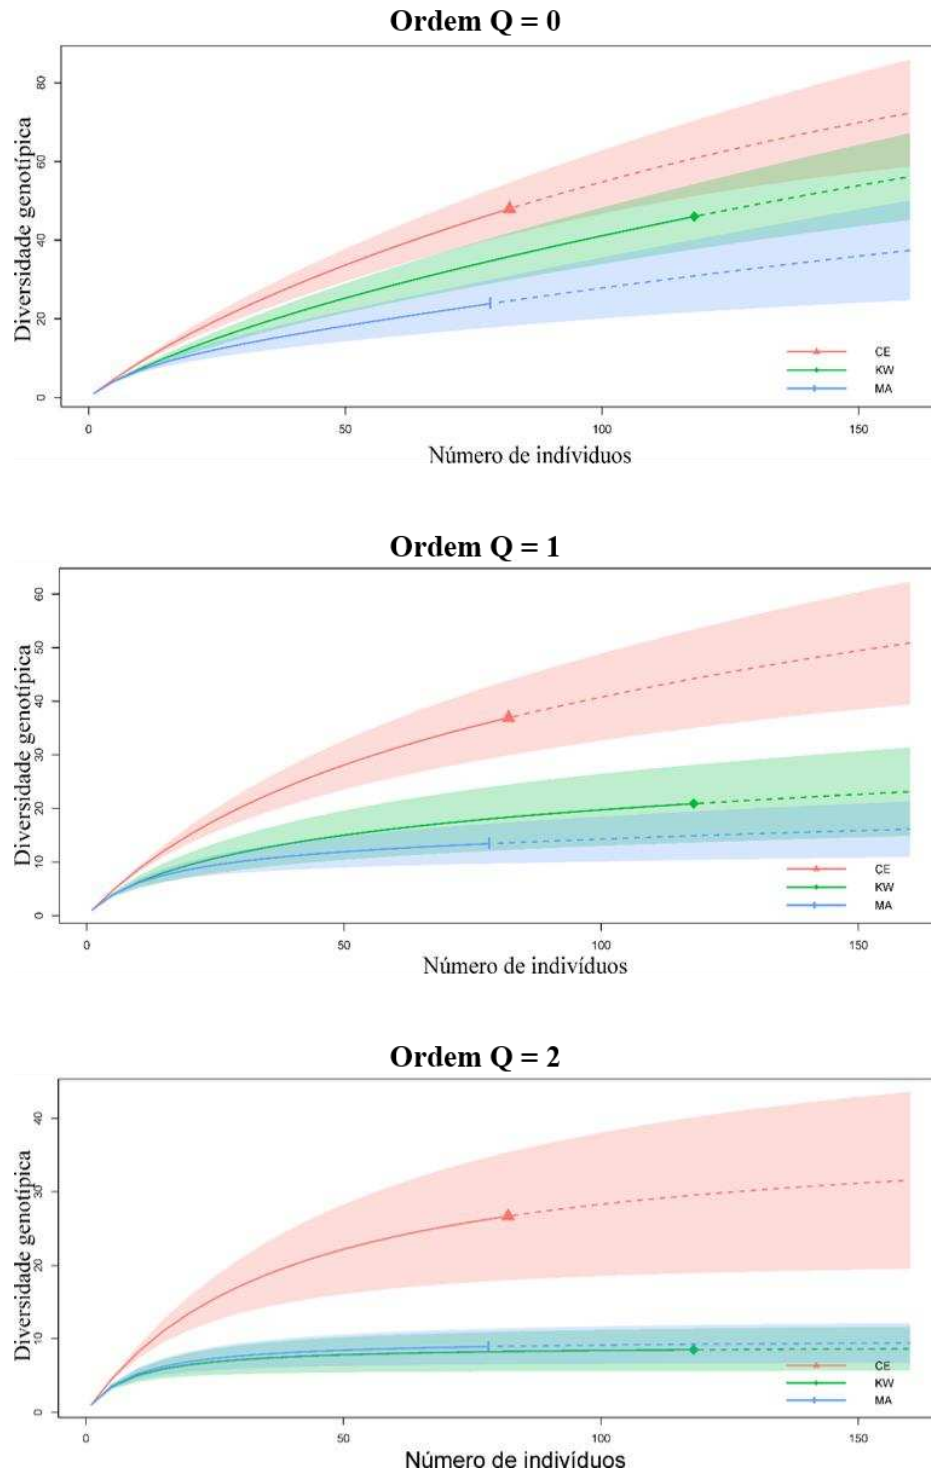 Ordem Q = 0
Diversidade genotípica
80
60
40
20
0
0 50 100 150
CE
KW
MA
Número de indíviduos
Ordem Q = 1
Diversidade genotípica
60
50
40
30
20
10
0
0 50 100 150
CE
KW
MA
Número de indivíduos
Ordem Q = 2
Diversidade genotípica
40
30
20
10
0
0 50 100 150
CE
KW
MA
Número de indivíduos